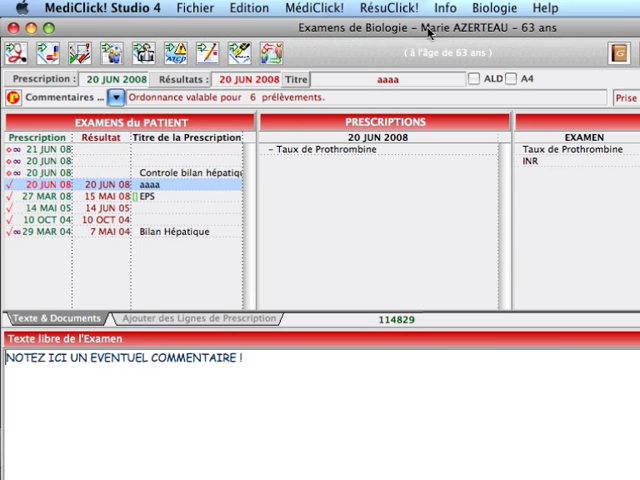 MédiClick! Studio 4 Fichier Edition MédiClick! RésuClick! Info Biologie Help
Examens de Biologie – Marie AZERTEAU – 63 ans
( à l'âge de 63 ans )
Prescription : 20 JUN 2008 Résultats : 20 JUN 2008 Titre aaaa ALD A4
Commentaires ... Ordonnance valable pour 6 prélèvements. Prise
EXAMENS du PATIENT PRESCRIPTIONS
Prescription Résultat Titre de la Prescription 20 JUN 2008 EXAMEN
21 JUN 08 – Taux de Prothrombine Taux de Prothrombine
20 JUN 08 INR
20 JUN 08 Controle bilan hépatiqu
20 JUN 08 20 JUN 08 aaaa
27 MAR 08 15 MAI 08 EPS
14 MAI 05 14 JUN 05
10 OCT 04 10 OCT 04
29 MAR 04 7 MAI 04 Bilan Hépatique
Texte & Documents Ajouter des Lignes de Prescription 114829
Texte libre de l'Examen
NOTEZ ICI UN EVENTUEL COMMENTAIRE !